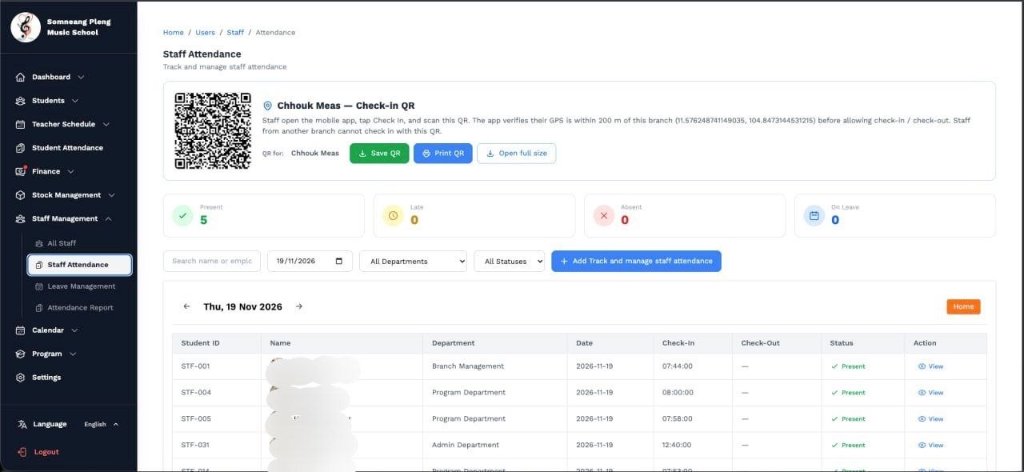 Somneang Pleng
Music School
Dashboard
Students
Teacher Schedule
Student Attendance
Finance
Stock Management
Staff Management
All Staff
Staff Attendance
Leave Management
Attendance Report
Calendar
Program
Settings
Language English
Logout
Home / Users / Staff / Attendance
Staff Attendance
Track and manage staff attendance
Chhouk Meas — Check-in QR
Staff open the mobile app, tap Check in, and scan this QR. The app verifies their GPS is within 200 m of this branch (11.576248741149035, 104.8473144531215) before allowing check-in / check-out. Staff
from another branch cannot check in with this QR.
QR for: Chhouk Meas Save QR Print QR Open full size
Present
5
Late
0
Absent
0
On Leave
0
Search name or emplo 19/11/2026 All Departments All Statuses + Add Track and manage staff attendance
← Thu, 19 Nov 2026 → Home
Student ID Name Department Date Check-In Check-Out Status Action
STF-001 Branch Management 2026-11-19 07:44:00 — Present View
STF-004 Program Department 2026-11-19 08:00:00 — Present View
STF-005 Program Department 2026-11-19 07:58:00 — Present View
STF-031 Admin Department 2026-11-19 12:40:00 — Present View